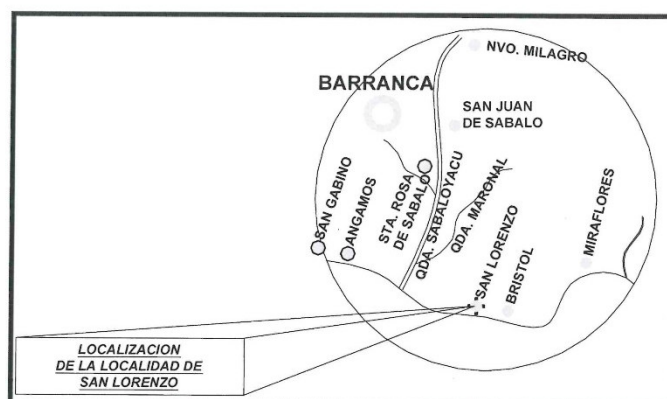 NVO. MILAGRO
BARRANCA
SAN JUAN
DE SABALO
SAN GABINO
ANGAMOS
STA. ROSA
DE SABALO
QDA. SABALOYACU
QDA. MARONAL
SAN LORENZO
BRISTOL
MIRAFLORES
LOCALIZACION
DE LA LOCALIDAD DE
SAN LORENZO